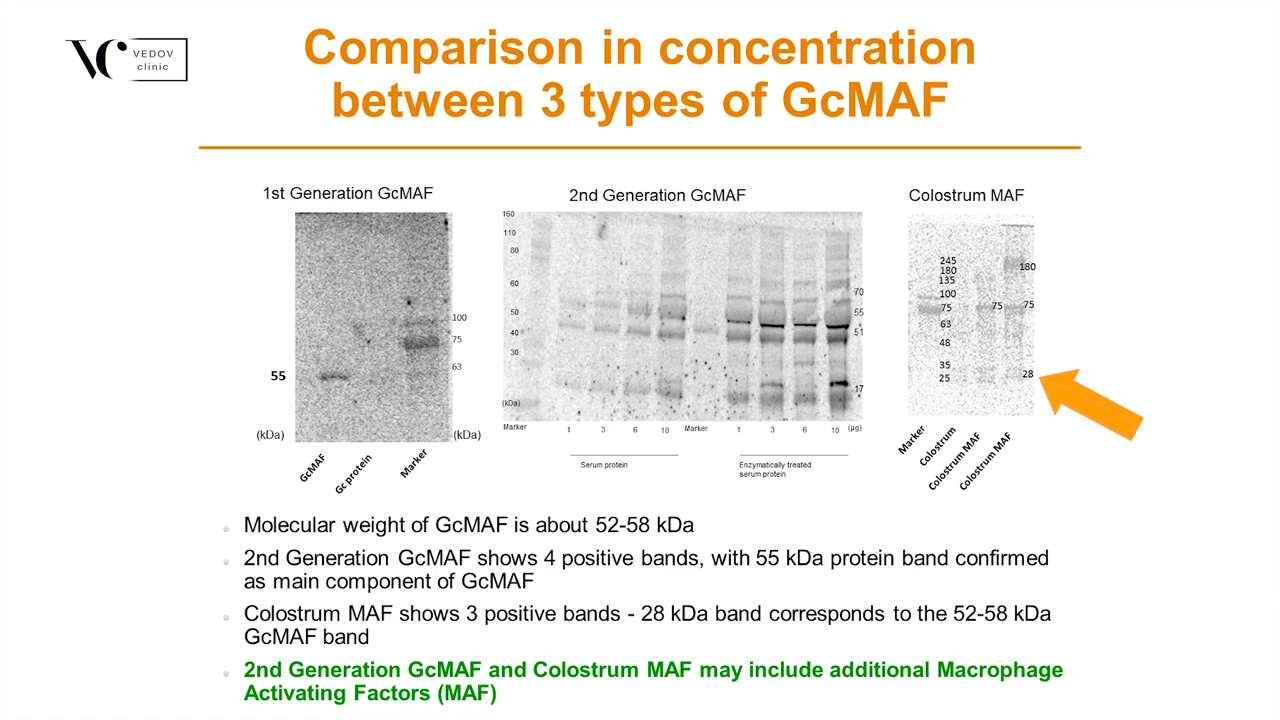 VC VEDOV
clinic
Comparison in concentration
between 3 types of GcMAF
1st Generation GcMAF
2nd Generation GcMAF
Colostrum MAF
100
75
63
55
(kDa)
(kDa)
GcMAF
Gc protein
Marker
160
110
80
60
50
40
30
(kDa)
70
55
51
17
Marker
1
3
6
10
Marker
1
3
6
10
(µg)
Serum protein
Enzymatically treated
serum protein
245
180
135
100
75
63
48
35
25
180
75
75
28
Marker
Colostrum
Colostrum MAF
Colostrum MAF
Molecular weight of GcMAF is about 52-58 kDa
2nd Generation GcMAF shows 4 positive bands, with 55 kDa protein band confirmed
as main component of GcMAF
Colostrum MAF shows 3 positive bands - 28 kDa band corresponds to the 52-58 kDa
GcMAF band
2nd Generation GcMAF and Colostrum MAF may include additional Macrophage
Activating Factors (MAF)